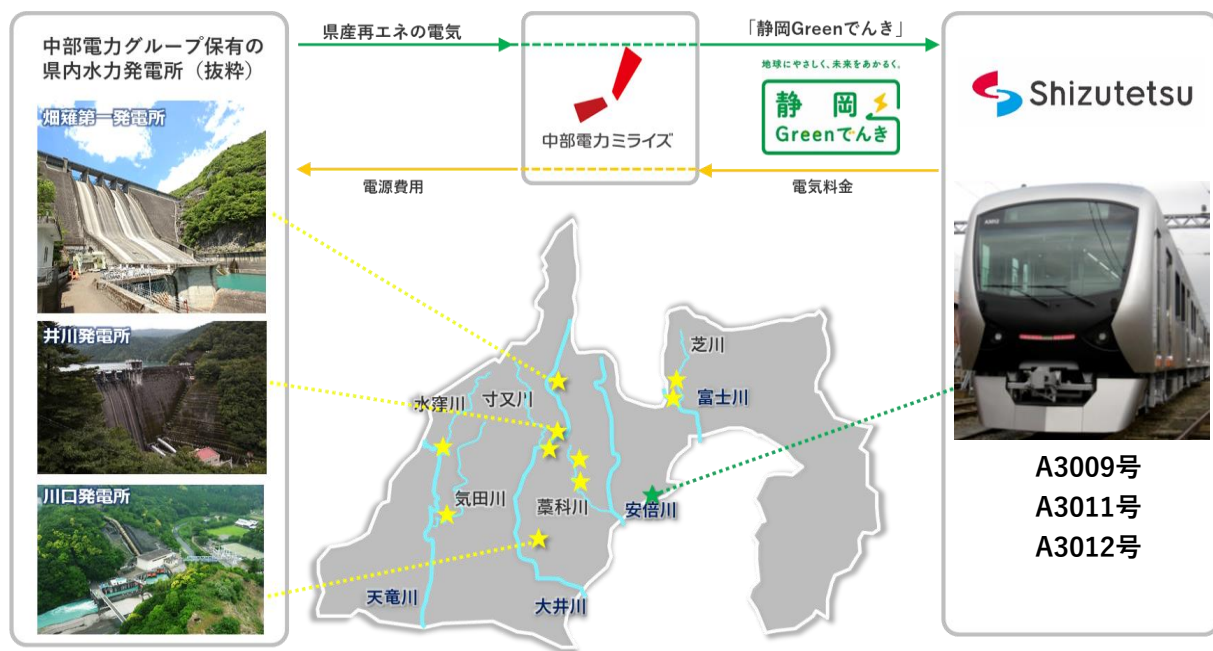 中部電力グループ保有の
県内水力発電所（抜粋）
畑薙第一発電所
井川発電所
川口発電所
県産再エネの電気
「静岡Greenでんき」
中部電力ミライズ
地球にやさしく、未来をあかるく。
静岡
Greenでんき
電源費用
電気料金
Shizutetsu
A3009号
A3011号
A3012号
芝川
富士川
水窪川
寸又川
気田川
藁科川
安倍川
天竜川
大井川